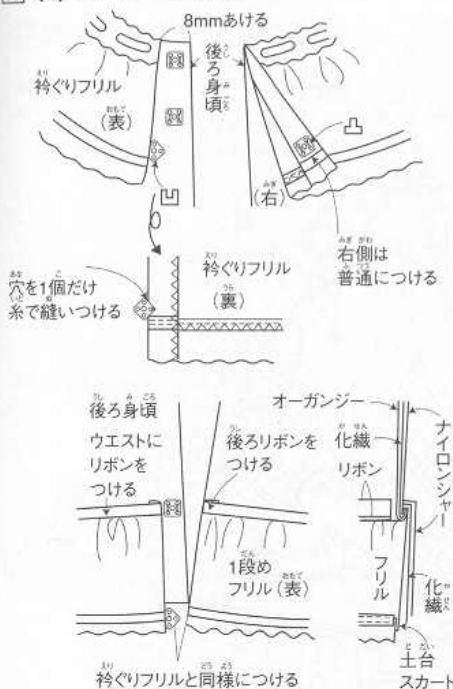 8mmあける
衿ぐりフリル
(表)
後ろ身頃
凹
凸
(右)
右側は
普通につける
衿ぐりフリル
(裏)
穴を1個だけ
糸で縫いつける
後ろ身頃
ウエストに
リボンを
つける
後ろリボンを
つける
1段め
フリル(表)
衿ぐりフリルと同様につける
オーガンジー
化繊
リボン
ナイロンシャー
フリル
化繊
土台
スカート